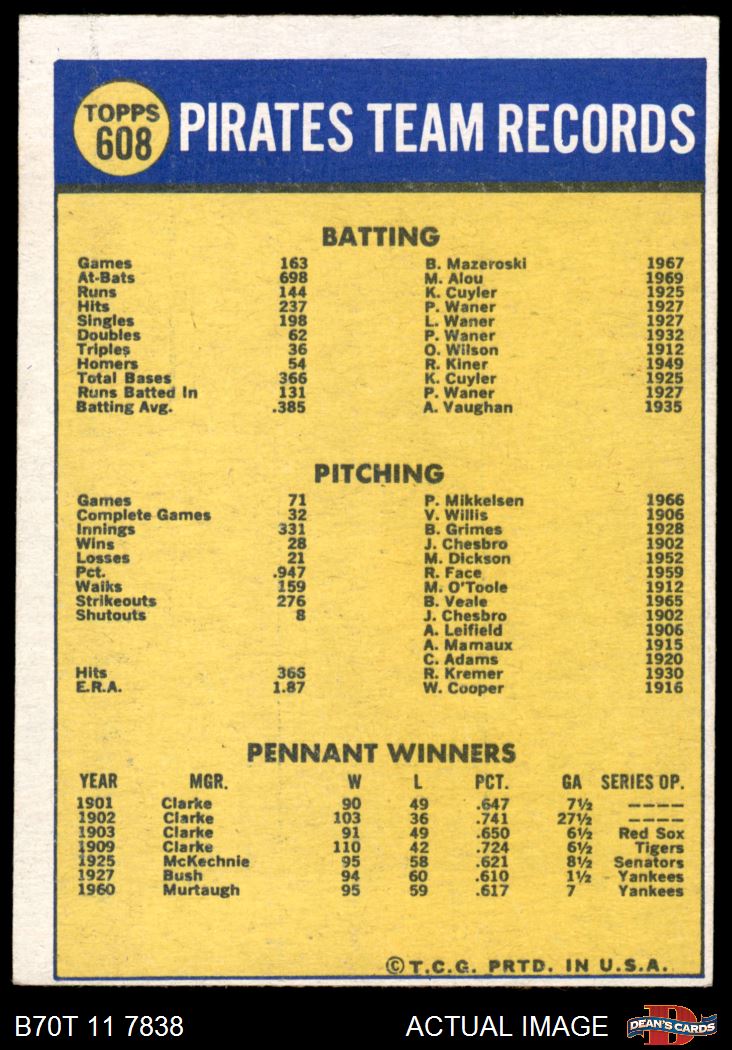 TOPPS
608
PIRATES TEAM RECORDS
BATTING
Games 163 B. Mazeroski 1967
At-Bats 698 M. Alou 1969
Runs 144 K. Cuyler 1925
Hits 237 P. Waner 1927
Singles 198 L. Waner 1927
Doubles 62 P. Waner 1932
Triples 36 O. Wilson 1912
Homers 54 R. Kiner 1949
Total Bases 366 K. Cuyler 1925
Runs Batted In 131 P. Waner 1927
Batting Avg. .385 A. Vaughan 1935
PITCHING
Games 71 P. Mikkelsen 1966
Complete Games 32 V. Willis 1906
Innings 331 B. Grimes 1928
Wins 28 J. Chesbro 1902
Losses 21 M. Dickson 1952
Pct. .947 R. Face 1959
Walks 159 M. O'Toole 1912
Strikeouts 276 B. Veale 1965
Shutouts 8 J. Chesbro 1902
A. Leifield 1906
A. Mamaux 1915
C. Adams 1920
Hits 365 R. Kremer 1930
E.R.A. 1.87 W. Cooper 1916
PENNANT WINNERS
YEAR MGR. W L PCT. GA SERIES OP.
1901 Clarke 90 49 .647 7½ ----
1902 Clarke 103 36 .741 27½ ----
1903 Clarke 91 49 .650 6½ Red Sox
1909 Clarke 110 42 .724 6½ Tigers
1925 McKechnie 95 58 .621 8½ Senators
1927 Bush 94 60 .610 1½ Yankees
1960 Murtaugh 95 59 .617 7 Yankees
© T.C.G. PRTD. IN U.S.A.
B70T 11 7838 ACTUAL IMAGE DEAN'S CARDS